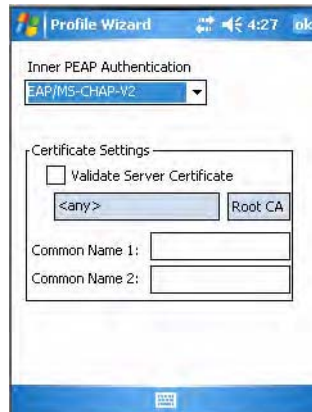 Profile Wizard 4:27 ok
Inner PEAP Authentication
EAP/MS-CHAP-V2
Certificate Settings
Validate Server Certificate
<any> Root CA
Common Name 1:
Common Name 2: